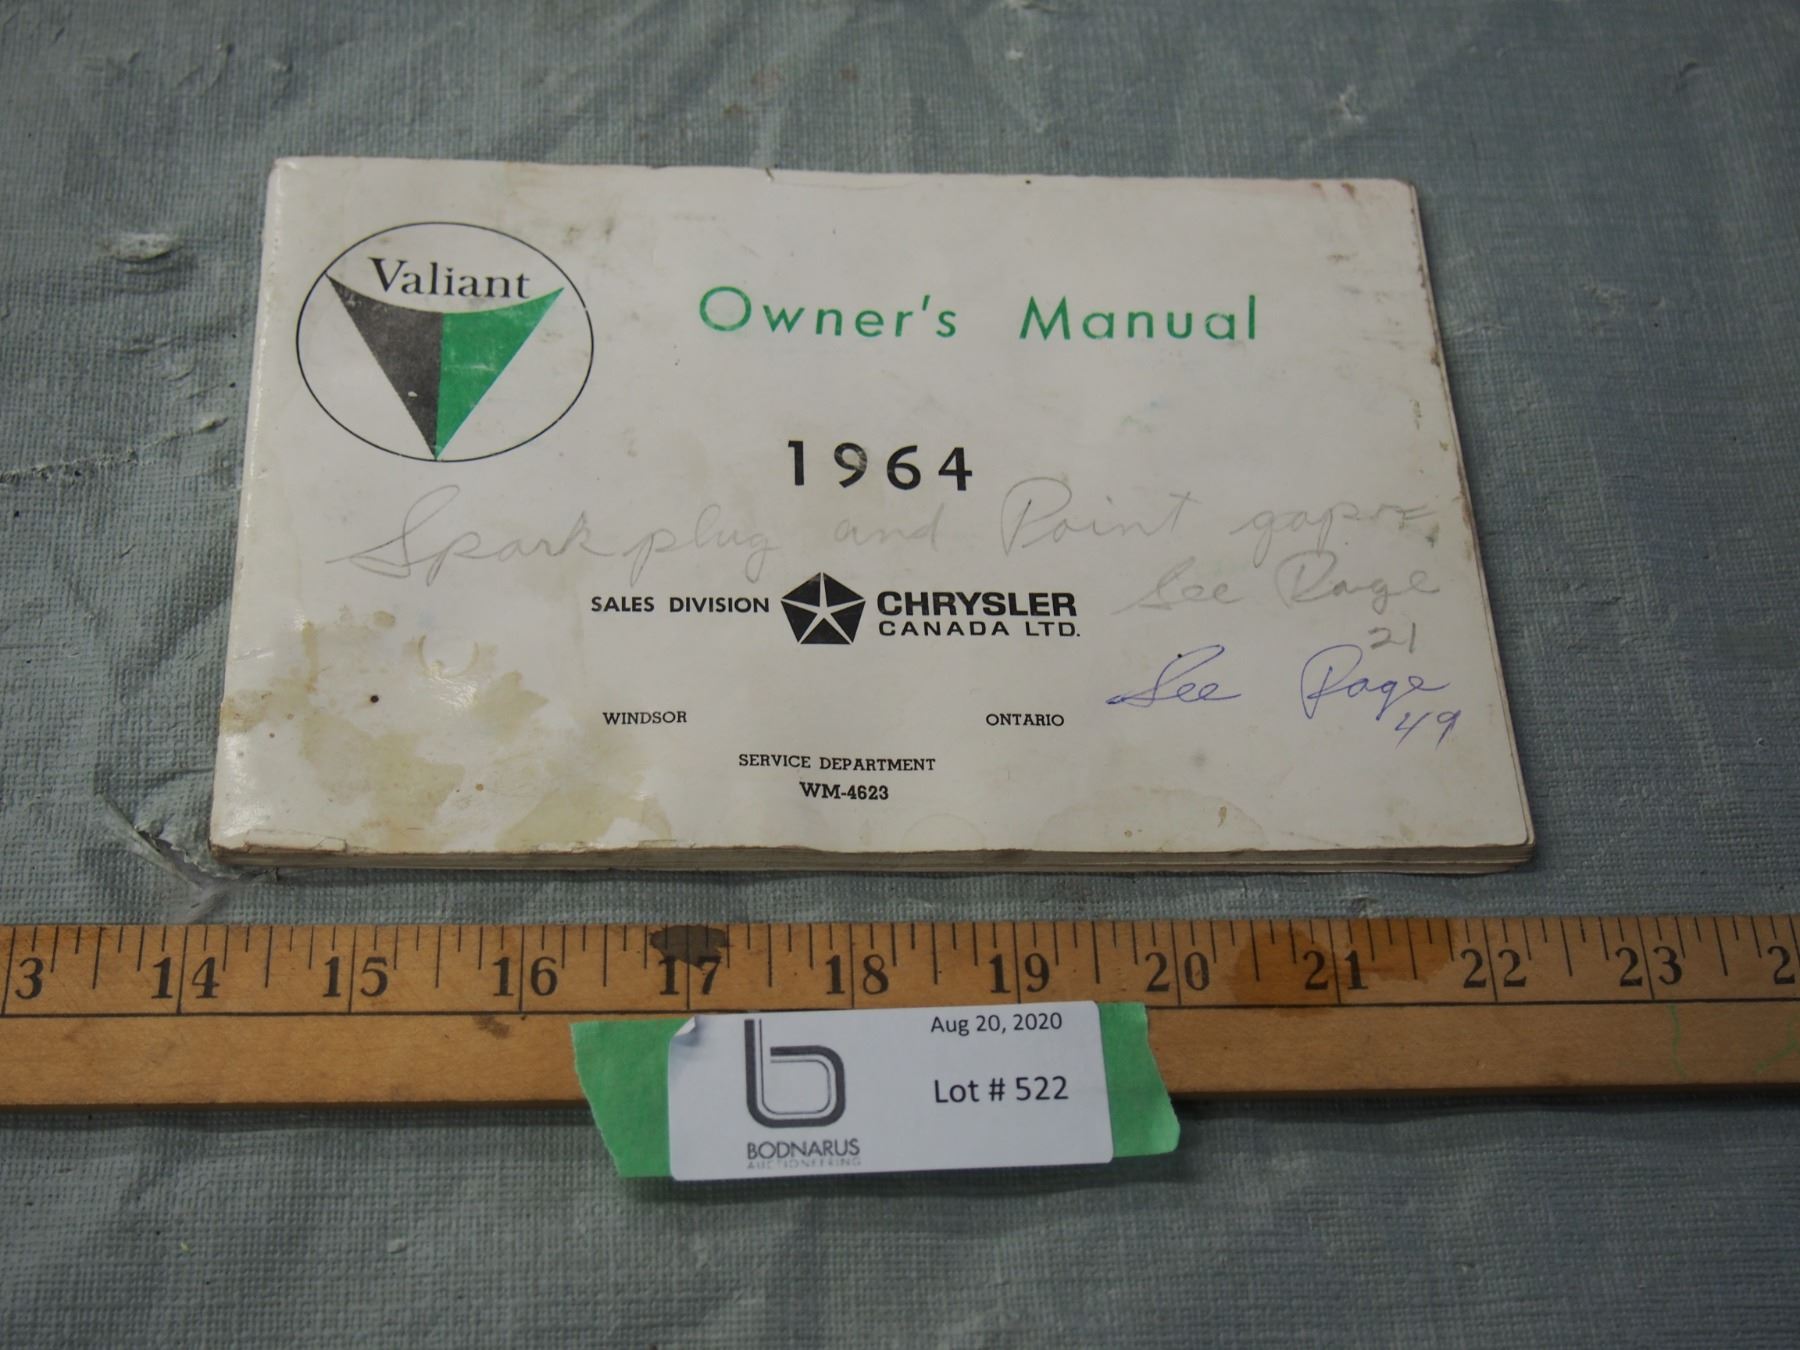 Valiant
Owner's Manual
1964
Spark plug and Point gaps
See Page
21
SALES DIVISION CHRYSLER
CANADA LTD.
See Page
49
WINDSOR ONTARIO
SERVICE DEPARTMENT
WM-4623
3 14 15 16 17 18 19 20 21 22 23 2
Aug 20, 2020
Lot # 522
BODNARUS
AUCTIONEERING